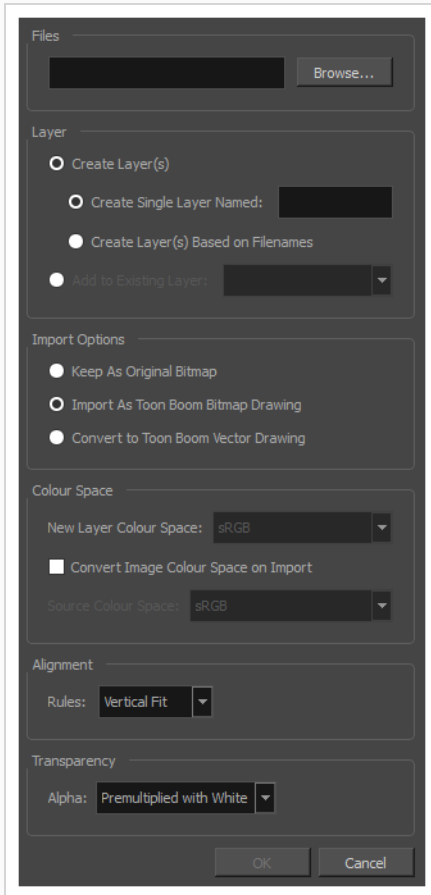 Files
Browse...
Layer
Create Layer(s)
Create Single Layer Named:
Create Layer(s) Based on Filenames
Add to Existing Layer:
Import Options
Keep As Original Bitmap
Import As Toon Boom Bitmap Drawing
Convert to Toon Boom Vector Drawing
Colour Space
New Layer Colour Space: sRGB
Convert Image Colour Space on Import
Source Colour Space: sRGB
Alignment
Rules: Vertical Fit
Transparency
Alpha: Premultiplied with White
OK Cancel